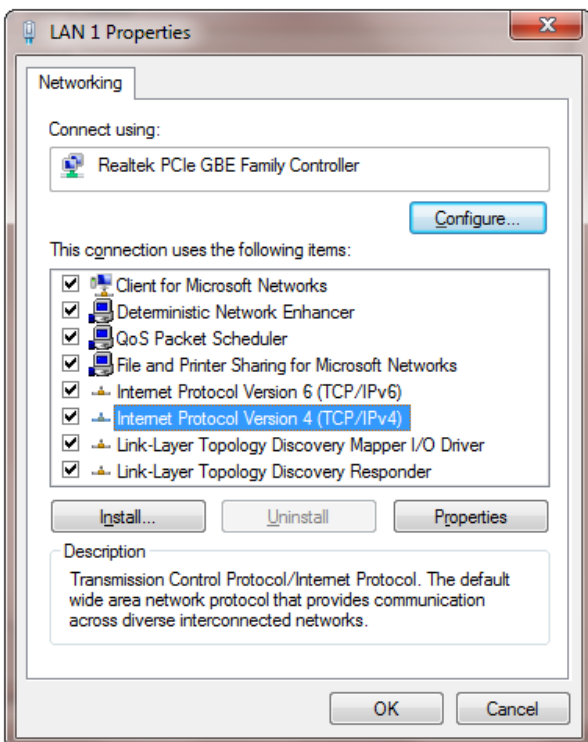 LAN 1 Properties
Networking
Connect using:
Realtek PCIe GBE Family Controller
Configure...
This connection uses the following items:
Client for Microsoft Networks
Deterministic Network Enhancer
QoS Packet Scheduler
File and Printer Sharing for Microsoft Networks
Internet Protocol Version 6 (TCP/IPv6)
Internet Protocol Version 4 (TCP/IPv4)
Link-Layer Topology Discovery Mapper I/O Driver
Link-Layer Topology Discovery Responder
Install... Uninstall Properties
Description
Transmission Control Protocol/Internet Protocol. The default
wide area network protocol that provides communication
across diverse interconnected networks.
OK Cancel